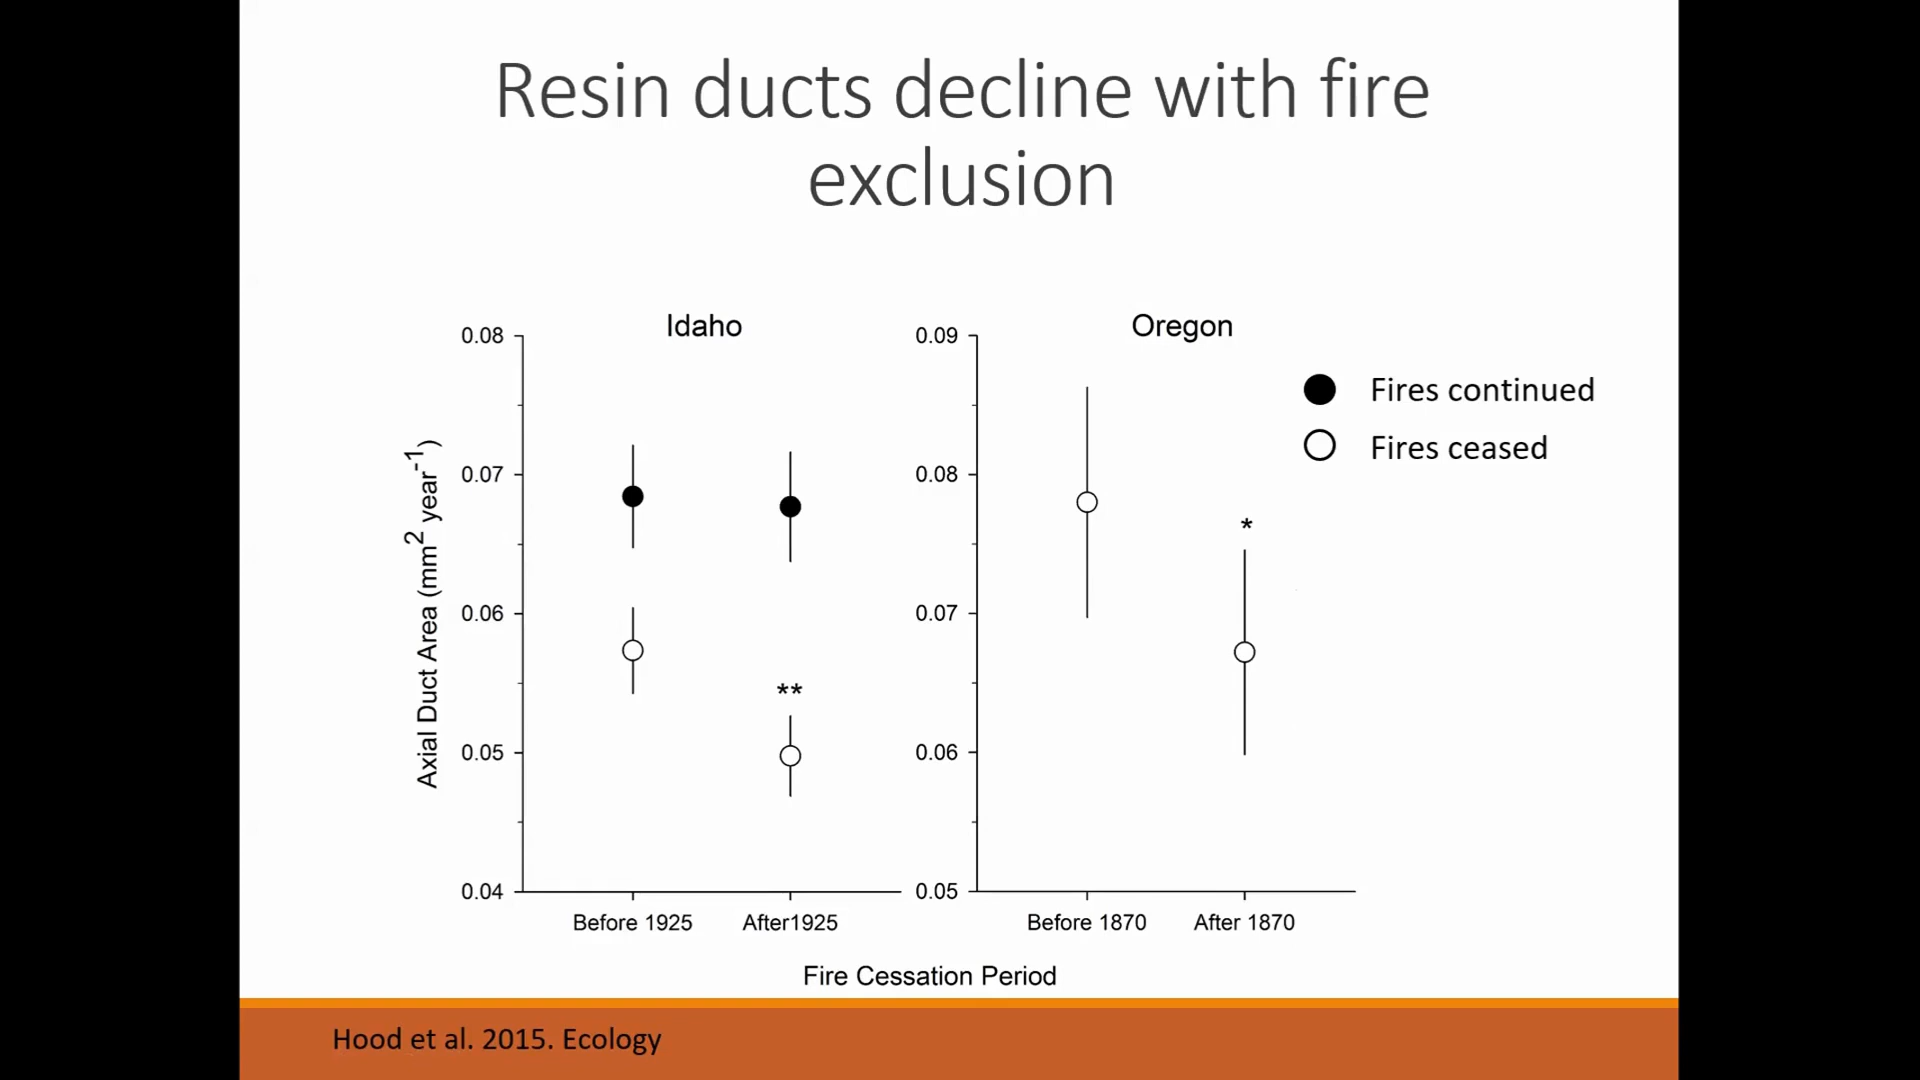 Resin ducts decline with fire
exclusion
Idaho
Oregon
Fires continued
Fires ceased
Axial Duct Area (mm² year⁻¹)
0.08
0.07
0.06
0.05
0.04
**
Before 1925
After1925
0.09
0.08
0.07
0.06
0.05
*
Before 1870
After 1870
Fire Cessation Period
Hood et al. 2015. Ecology